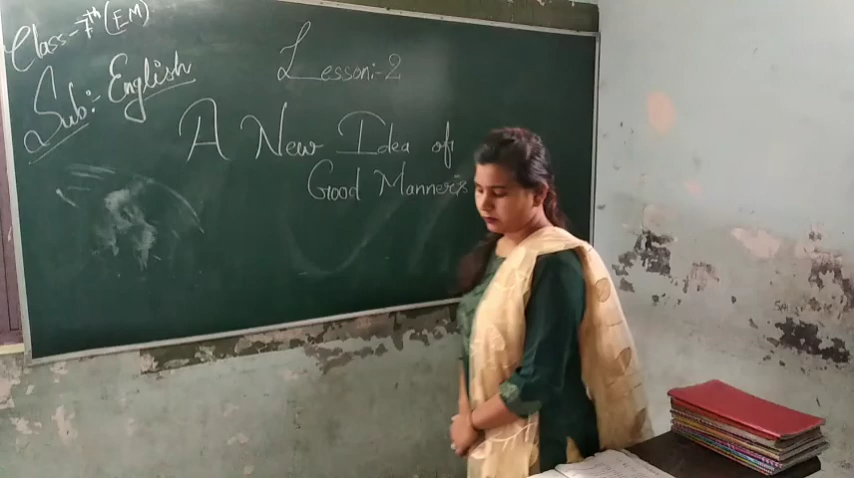 Class-7th (EM)
Sub:- English
Lesson:-2
A New Idea of
Good Manners